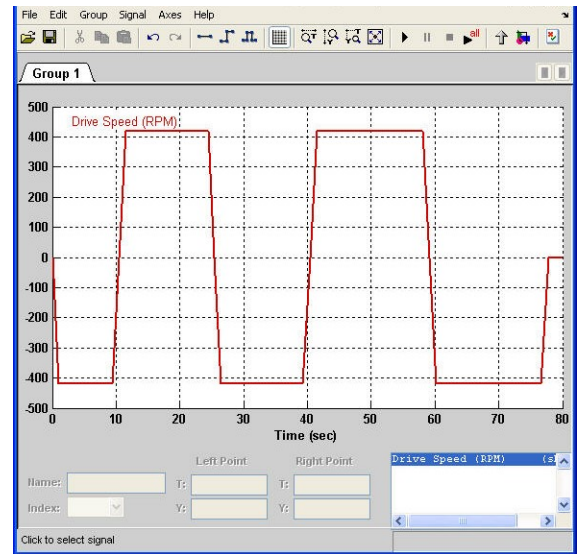 File Edit Group Signal Axes Help
all
Group 1
Drive Speed (RPM)
500
400
300
200
100
0
-100
-200
-300
-400
-500
0 10 20 30 40 50 60 70 80
Time (sec)
Left Point Right Point
Name: T: T:
Index: Y: Y:
Drive Speed (RPM)
Click to select signal